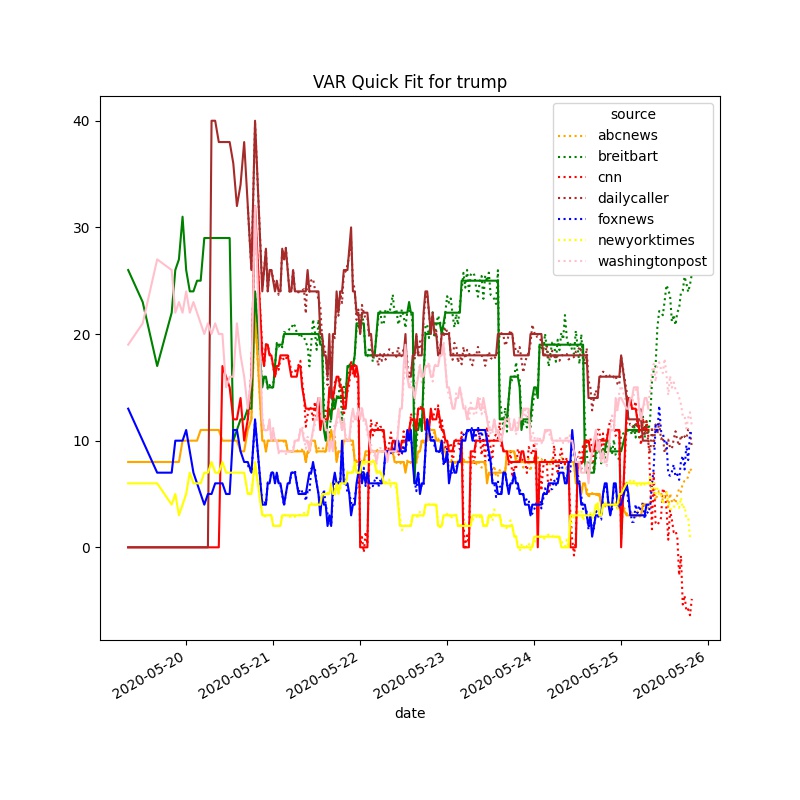 VAR Quick Fit for trump
source
abcnews
breitbart
cnn
dailycaller
foxnews
newyorktimes
washingtonpost
40
30
20
10
0
2020-05-20
2020-05-21
2020-05-22
2020-05-23
2020-05-24
2020-05-25
2020-05-26
date